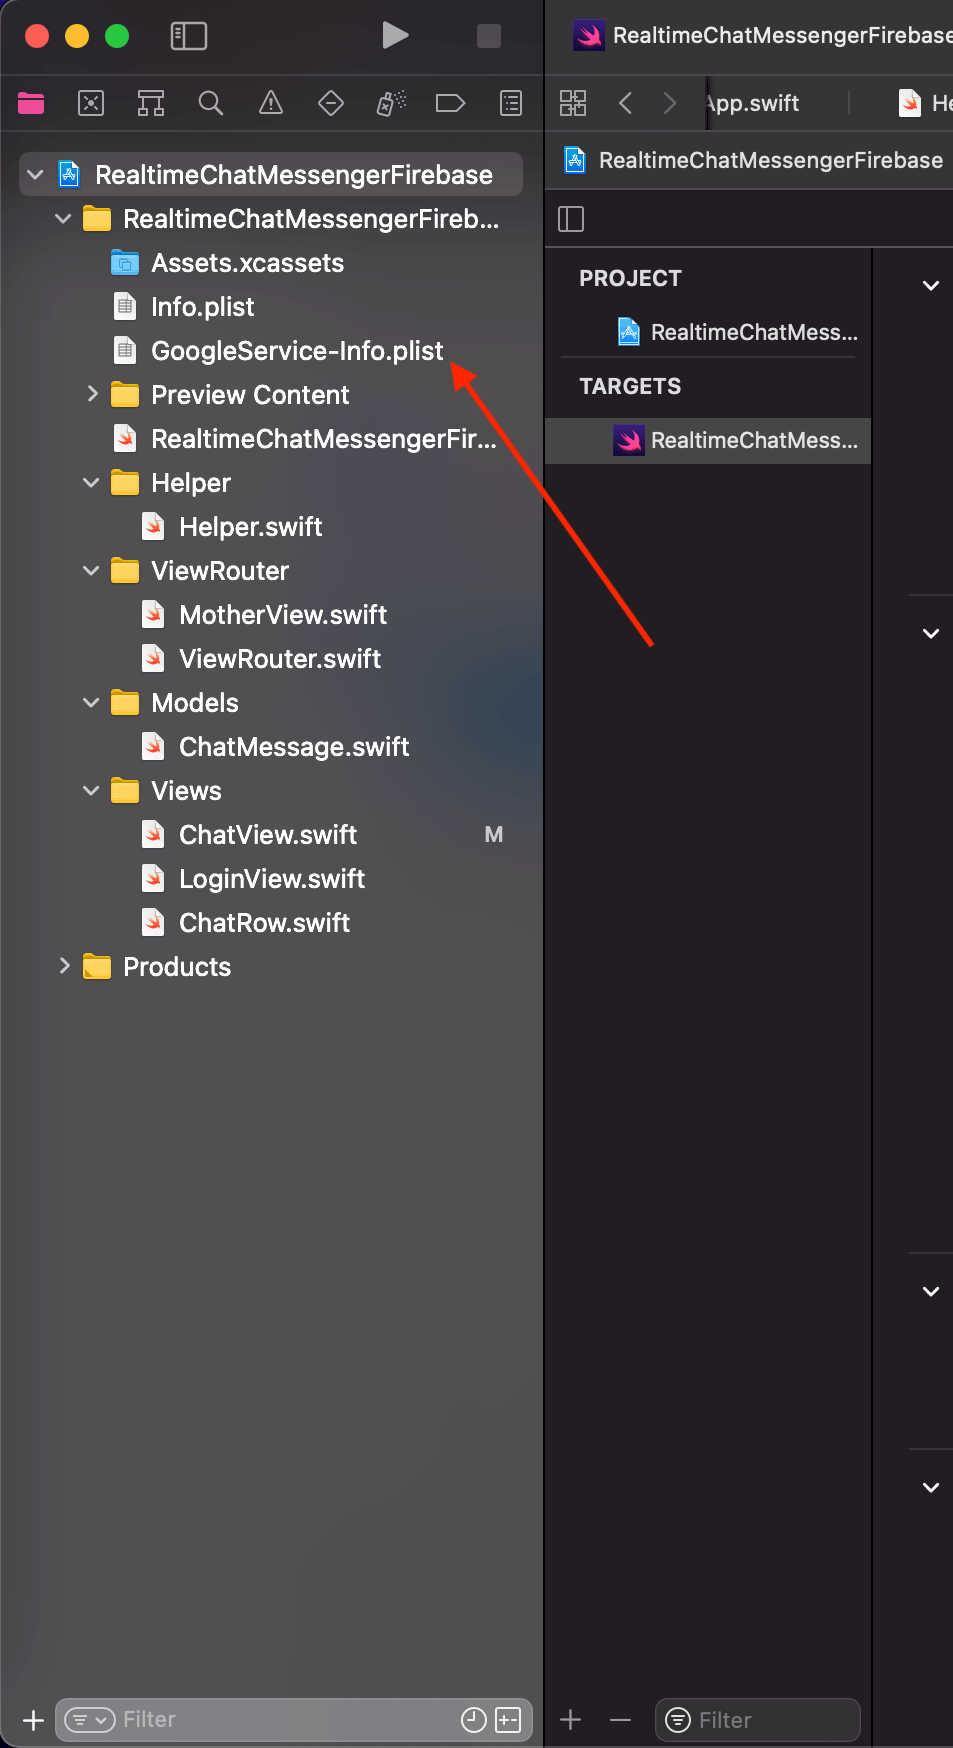 RealtimeChatMessengerFirebase
App.swift
He
RealtimeChatMessengerFirebase
RealtimeChatMessengerFirebase
RealtimeChatMessengerFireb...
Assets.xcassets
Info.plist
GoogleService-Info.plist
Preview Content
RealtimeChatMessengerFir...
Helper
Helper.swift
ViewRouter
MotherView.swift
ViewRouter.swift
Models
ChatMessage.swift
Views
ChatView.swift M
LoginView.swift
ChatRow.swift
Products
Filter
PROJECT
RealtimeChatMess...
TARGETS
RealtimeChatMess...
Filter